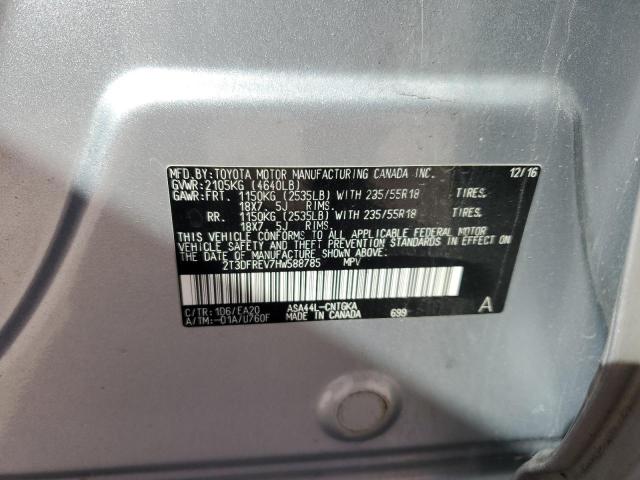 MFD.BY:TOYOTA MOTOR MANUFACTURING CANADA INC. 12/16
GVWR:2105KG (4640LB)
GAWR:FRT. 1150KG (2535LB) WITH 235/55R18 TIRES.
18X7. 5J RIMS.
RR. 1150KG (2535LB) WITH 235/55R18 TIRES.
18X7. 5J RIMS.
THIS VEHICLE CONFORMS TO ALL APPLICABLE FEDERAL MOTOR
VEHICLE SAFETY AND THEFT PREVENTION STANDARDS IN EFFECT
ON THE DATE OF MANUFACTURE SHOWN ABOVE.
2T3DFREV7HW588785 MPV
C/TR:1D6/EA20 ASA44L-CNTGKA A
A/TM:-01A/U760F MADE IN CANADA 699